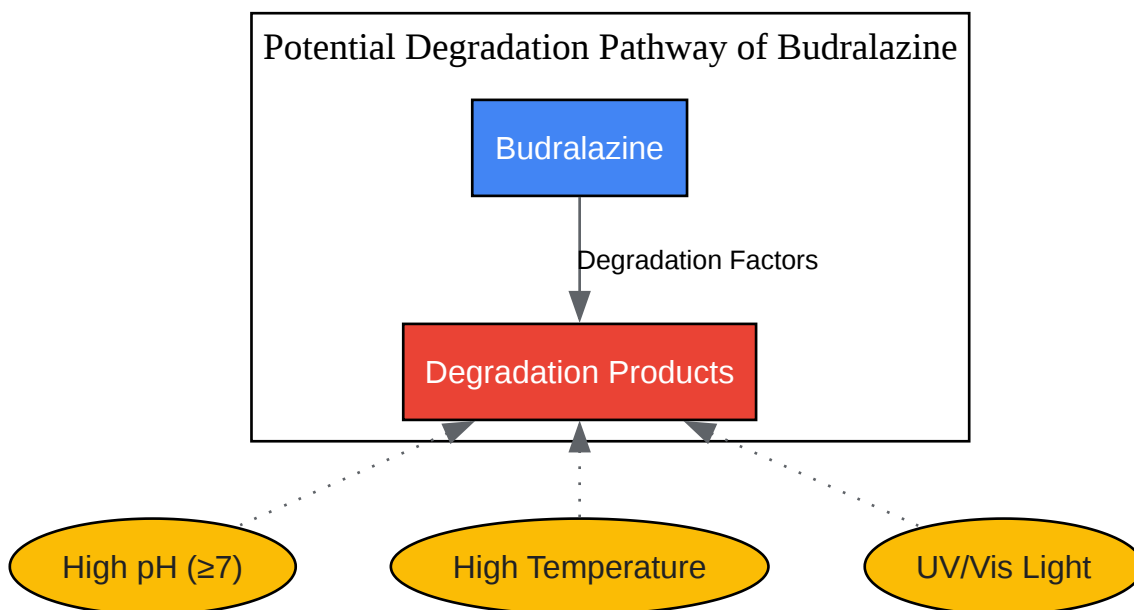 Potential Degradation Pathway of Budralazine
Budralazine
Degradation Factors
Degradation Products
High pH (≥7)
High Temperature
UV/Vis Light